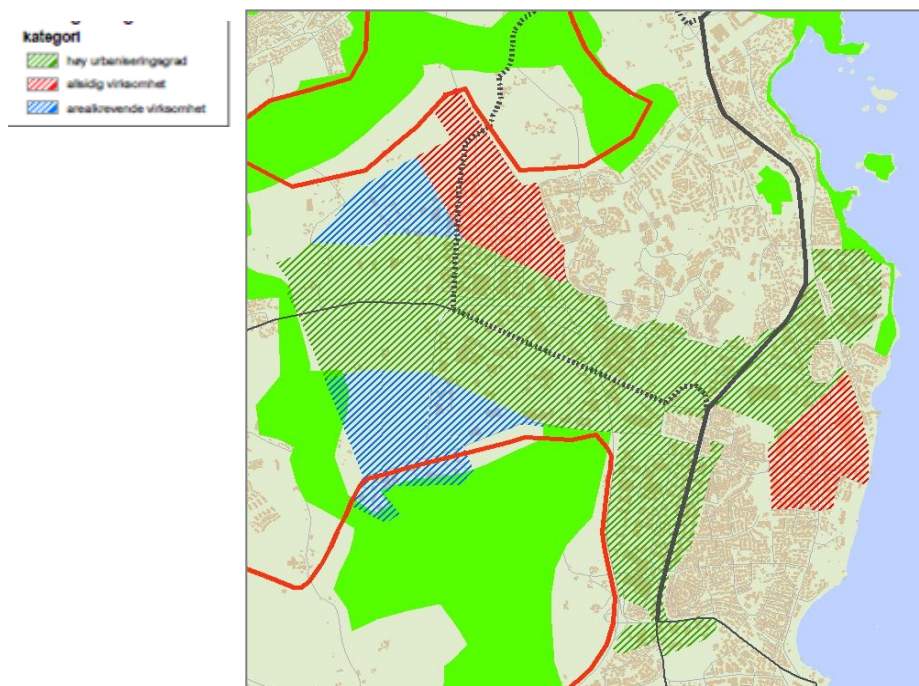 kategori
høy urbaniseringsgrad
allsidig virksomhet
arealkrevende virksomhet